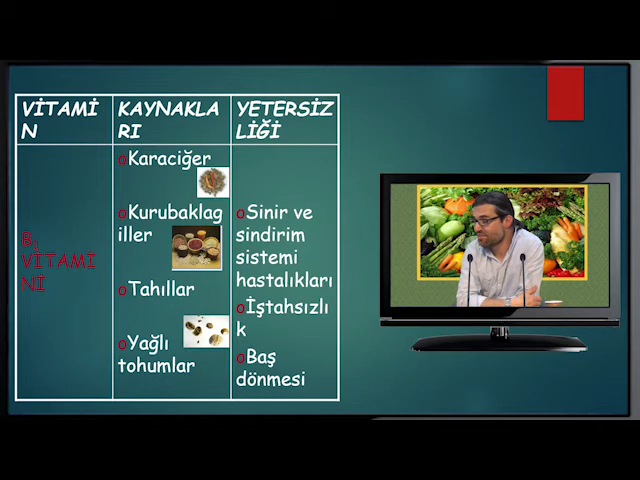 VİTAMİ
N
KAYNAKLA
RI
YETERSİZ
LİĞİ
B1
VİTAMİ
Nİ
oKaraciğer
oKurubaklag
iller
oTahıllar
oYağlı
tohumlar
oSinir ve
sindirim
sistemi
hastalıkları
oİştahsızlı
k
oBaş
dönmesi